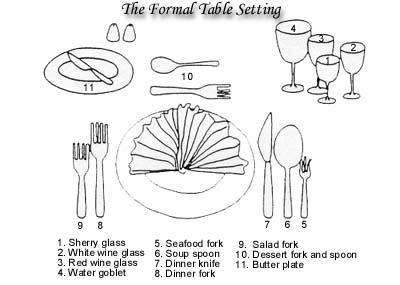 The Formal Table Setting
4
3
2
1
10
11
9
8
7
6
5
1. Sherry glass
2. White wine glass
3. Red wine glass
4. Water goblet
5. Seafood fork
6. Soup spoon
7. Dinner knife
8. Dinner fork
9. Salad fork
10. Dessert fork and spoon
11. Butter plate